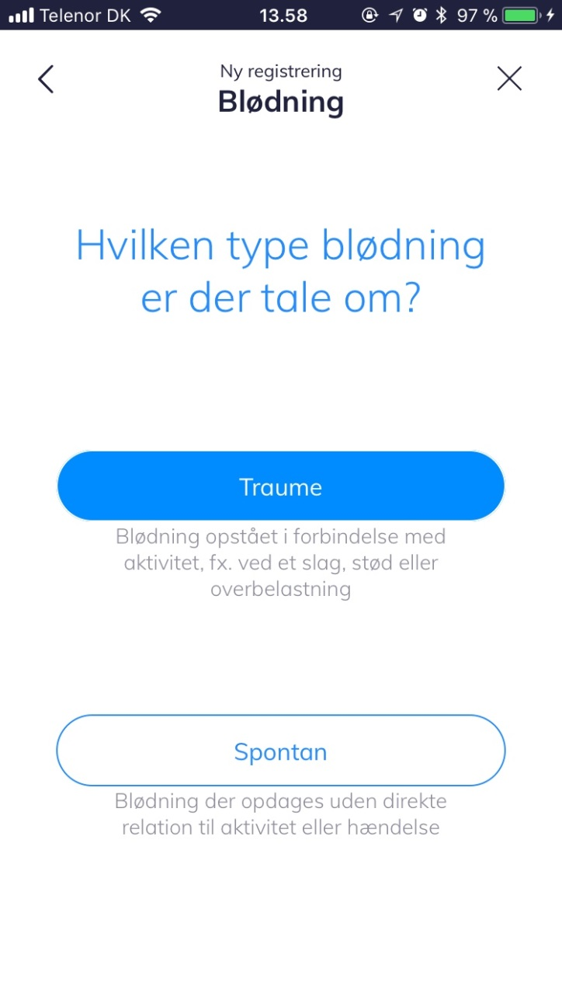 Telenor DK 13.58 97 %
Ny registrering
Blødning
Hvilken type blødning
er der tale om?
Traume
Blødning opstået i forbindelse med
aktivitet, fx. ved et slag, stød eller
overbelastning
Spontan
Blødning der opdages uden direkte
relation til aktivitet eller hændelse